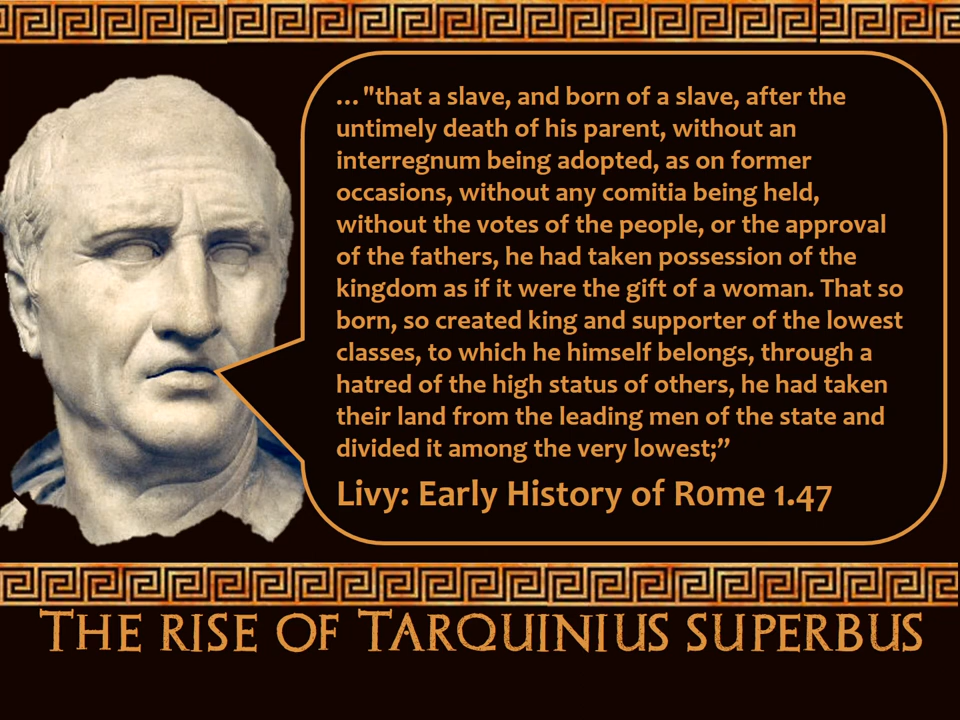 …"that a slave, and born of a slave, after the
untimely death of his parent, without an
interregnum being adopted, as on former
occasions, without any comitia being held,
without the votes of the people, or the approval
of the fathers, he had taken possession of the
kingdom as if it were the gift of a woman. That so
born, so created king and supporter of the lowest
classes, to which he himself belongs, through a
hatred of the high status of others, he had taken
their land from the leading men of the state and
divided it among the very lowest;”
Livy: Early History of Rome 1.47
The rise of Tarquinius Superbus